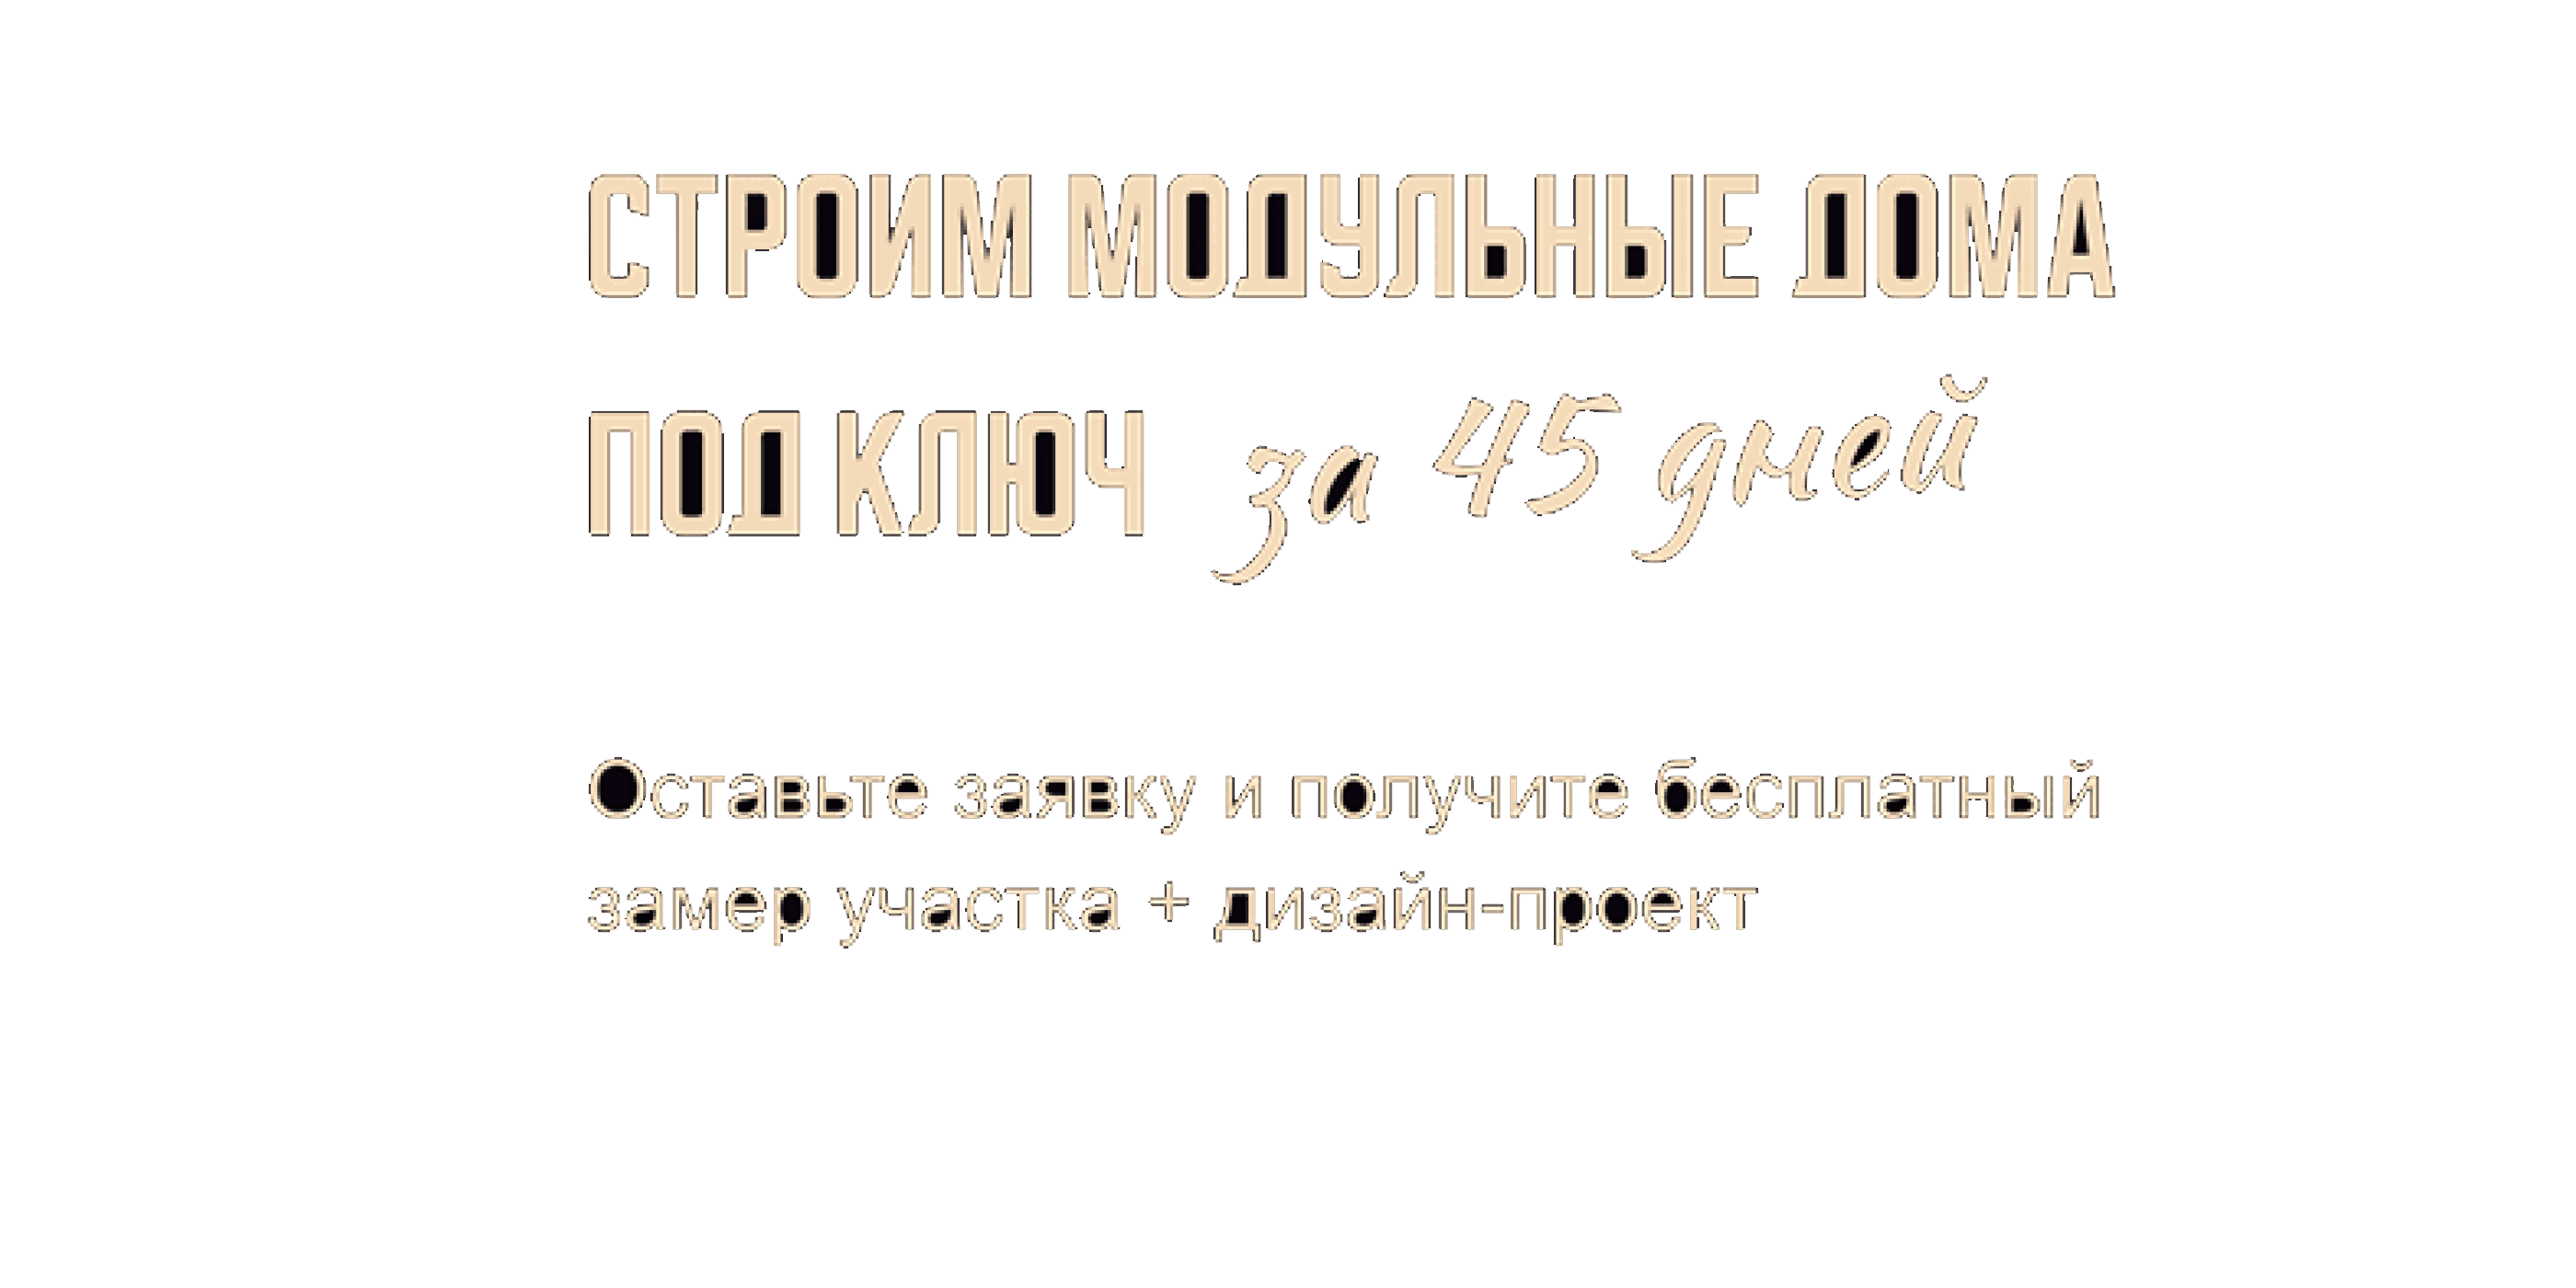 СТРОИМ МОДУЛЬНЫЕ ДОМА
ПОД КЛЮЧ за 45 дней
Оставьте заявку и получите бесплатный
замер участка + дизайн-проект